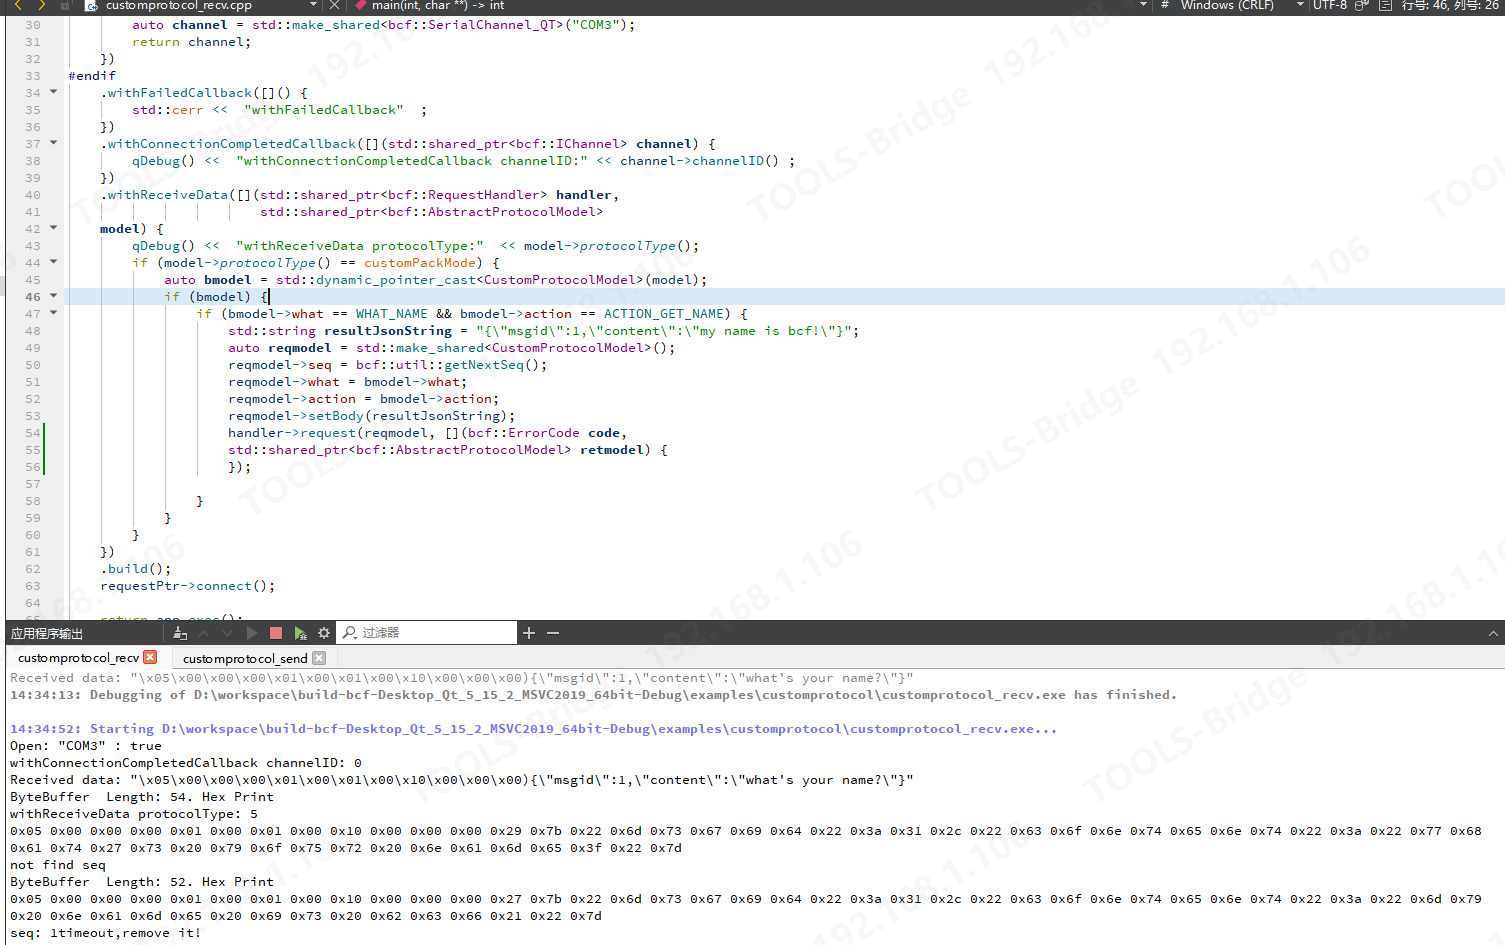 customprotocol_recv.cpp main(int, char **) -> int # Windows (CRLF) UTF-8 行号: 46, 列号: 26
30 auto channel = std::make_shared<bcf::SerialChannel_QT>("COM3");
31 return channel;
32 })
33 #endif
34 .withFailedCallback([]() {
35 std::cerr << "withFailedCallback" ;
36 })
37 .withConnectionCompletedCallback([](std::shared_ptr<bcf::IChannel> channel) {
38 qDebug() << "withConnectionCompletedCallback channelID:" << channel->channelID() ;
39 })
40 .withReceiveData([](std::shared_ptr<bcf::RequestHandler> handler,
41 std::shared_ptr<bcf::AbstractProtocolModel>
42 model) {
43 qDebug() << "withReceiveData protocolType:" << model->protocolType();
44 if (model->protocolType() == customPackMode) {
45 auto bmodel = std::dynamic_pointer_cast<CustomProtocolModel>(model);
46 if (bmodel) {
47 if (bmodel->what == WHAT_NAME && bmodel->action == ACTION_GET_NAME) {
48 std::string resultJsonString = "{\"msgid\":1,\"content\":\"my name is bcf!\"}";
49 auto reqmodel = std::make_shared<CustomProtocolModel>();
50 reqmodel->seq = bcf::util::getNextSeq();
51 reqmodel->what = bmodel->what;
52 reqmodel->action = bmodel->action;
53 reqmodel->setBody(resultJsonString);
54 handler->request(reqmodel, [](bcf::ErrorCode code,
55 std::shared_ptr<bcf::AbstractProtocolModel> retmodel) {
56 });
57
58 }
59 }
60 }
61 })
62 .build();
63 requestPtr->connect();
64
65 return app.exec();
应用程序输出 过滤器
customprotocol_recv customprotocol_send
Received data: "\x05\x00\x00\x00\x01\x00\x01\x00\x10\x00\x00\x00){\"msgid\":1,\"content\":\"what's your name?\"}"
14:34:13: Debugging of D:\workspace\build-bcf-Desktop_Qt_5_15_2_MSVC2019_64bit-Debug\examples\customprotocol\customprotocol_recv.exe has finished.
14:34:52: Starting D:\workspace\build-bcf-Desktop_Qt_5_15_2_MSVC2019_64bit-Debug\examples\customprotocol\customprotocol_recv.exe...
Open: "COM3" : true
withConnectionCompletedCallback channelID: 0
Received data: "\x05\x00\x00\x00\x01\x00\x01\x00\x10\x00\x00\x00){\"msgid\":1,\"content\":\"what's your name?\"}"
ByteBuffer Length: 54. Hex Print
withReceiveData protocolType: 5
0x05 0x00 0x00 0x00 0x01 0x00 0x01 0x00 0x10 0x00 0x00 0x00 0x29 0x7b 0x22 0x6d 0x73 0x67 0x69 0x64 0x22 0x3a 0x31 0x2c 0x22 0x63 0x6f 0x6e 0x74 0x65 0x6e 0x74 0x22 0x3a 0x22 0x77 0x68
0x61 0x74 0x27 0x73 0x20 0x79 0x6f 0x75 0x72 0x20 0x6e 0x61 0x6d 0x65 0x3f 0x22 0x7d
not find seq
ByteBuffer Length: 52. Hex Print
0x05 0x00 0x00 0x00 0x01 0x00 0x01 0x00 0x10 0x00 0x00 0x00 0x27 0x7b 0x22 0x6d 0x73 0x67 0x69 0x64 0x22 0x3a 0x31 0x2c 0x22 0x63 0x6f 0x6e 0x74 0x65 0x6e 0x74 0x22 0x3a 0x22 0x6d 0x79
0x20 0x6e 0x61 0x6d 0x65 0x20 0x69 0x73 0x20 0x62 0x63 0x66 0x21 0x22 0x7d
seq: 1timeout,remove it!
TOOLS-Bridge 192.168.1.106